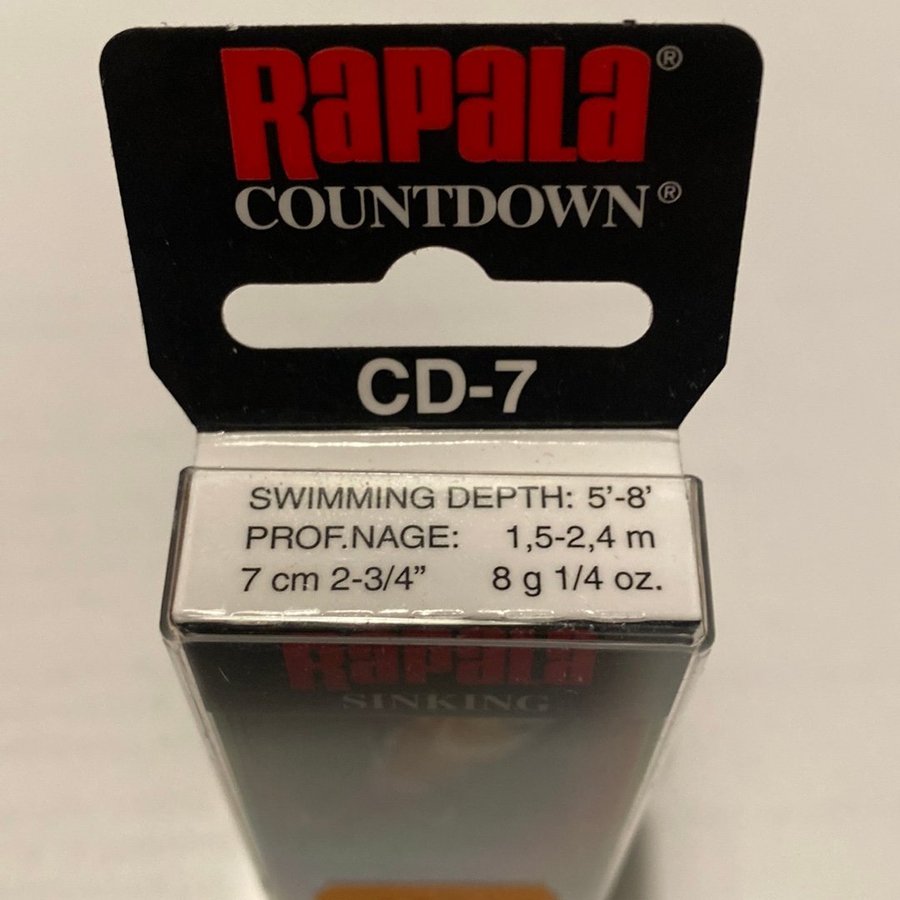 RAPALA®
COUNTDOWN®
CD-7
SWIMMING DEPTH: 5'-8'
PROF.NAGE: 1,5-2,4 m
7 cm 2-3/4” 8 g 1/4 oz.
RAPALA
SINKING